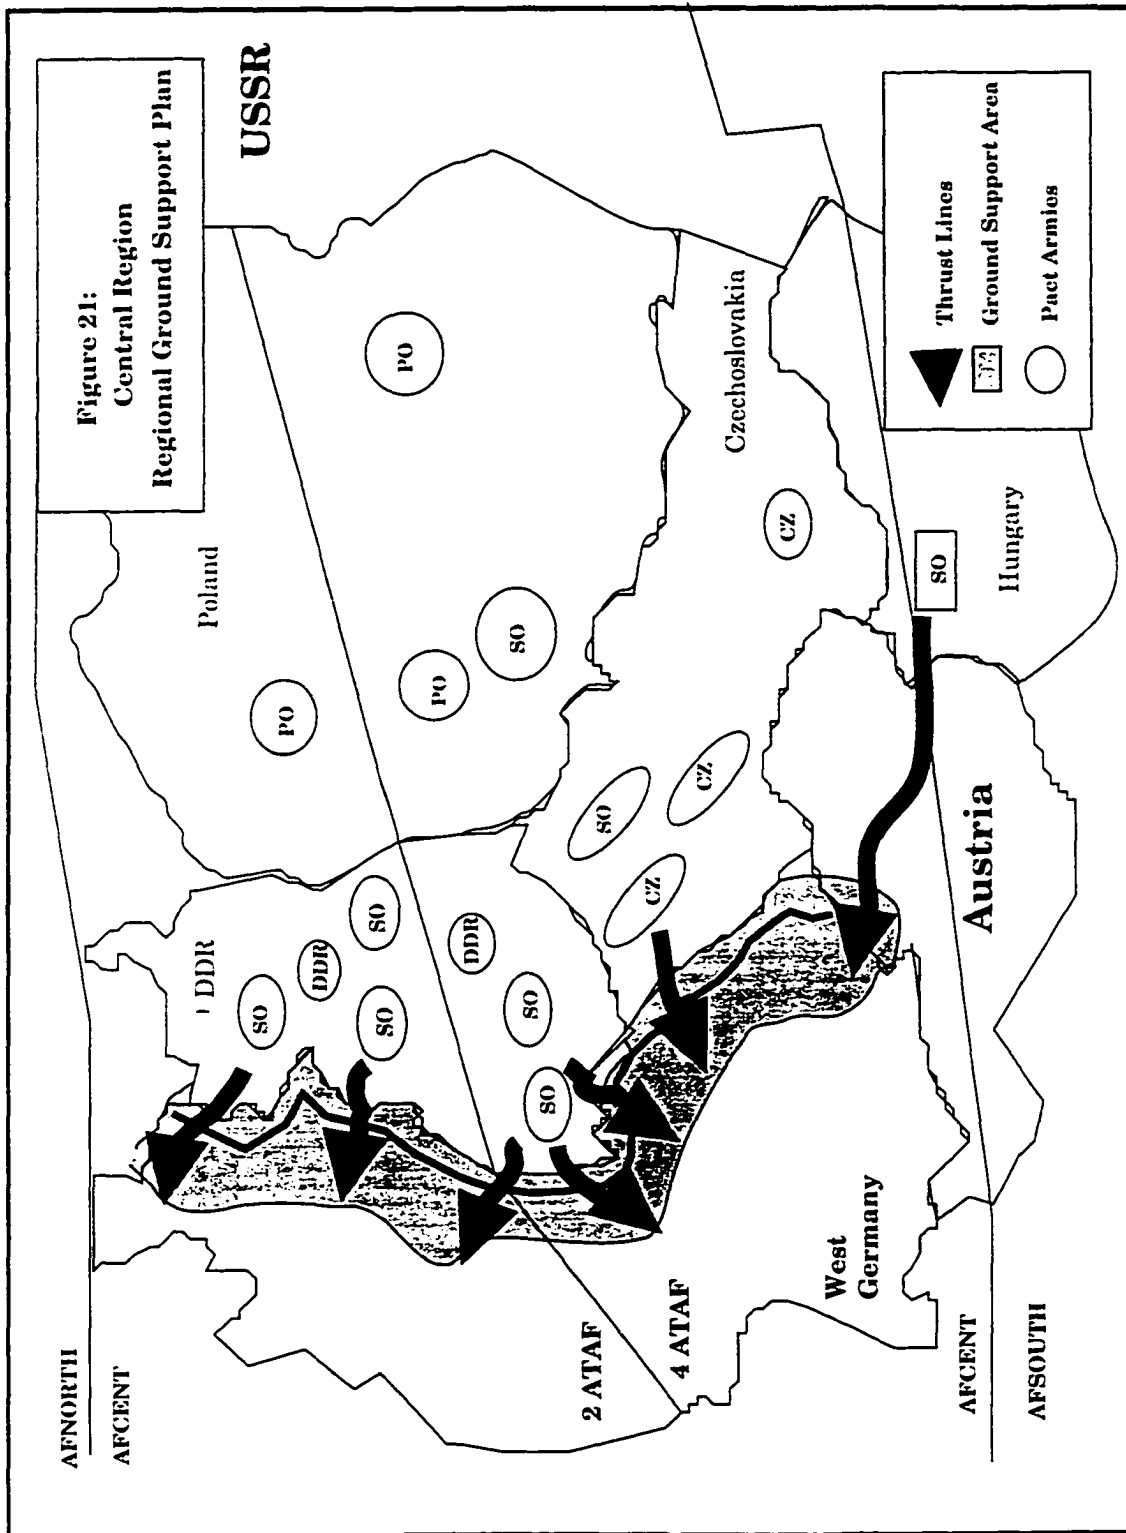 Figure 21:
Central Region
Regional Ground Support Plan
USSR
AFNORTH
AFCENT
Poland
DDR
PO
PO
PO
SO
SO
DDR
SO
SO
DDR
SO
SO
SO
CZ
CZ
CZ
Czechoslovakia
SO
Hungary
Austria
2 ATAF
4 ATAF
West
Germany
AFCENT
AFSOUTH
Thrust Lines
Ground Support Area
Pact Armies